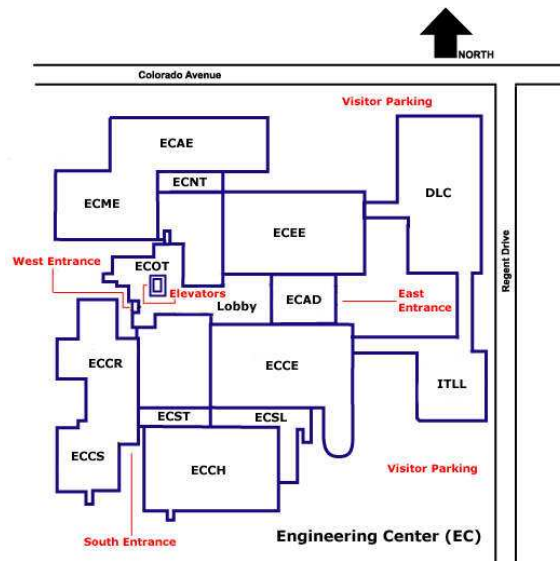 NORTH
Colorado Avenue
Visitor Parking
ECAE
ECNT
ECME
DLC
ECEE
ECOT
West Entrance
Elevators
Lobby
ECAD
East
Entrance
Regent Drive
ECCR
ECCE
ITLL
ECST
ECSL
ECCS
ECCH
Visitor Parking
South Entrance
Engineering Center (EC)